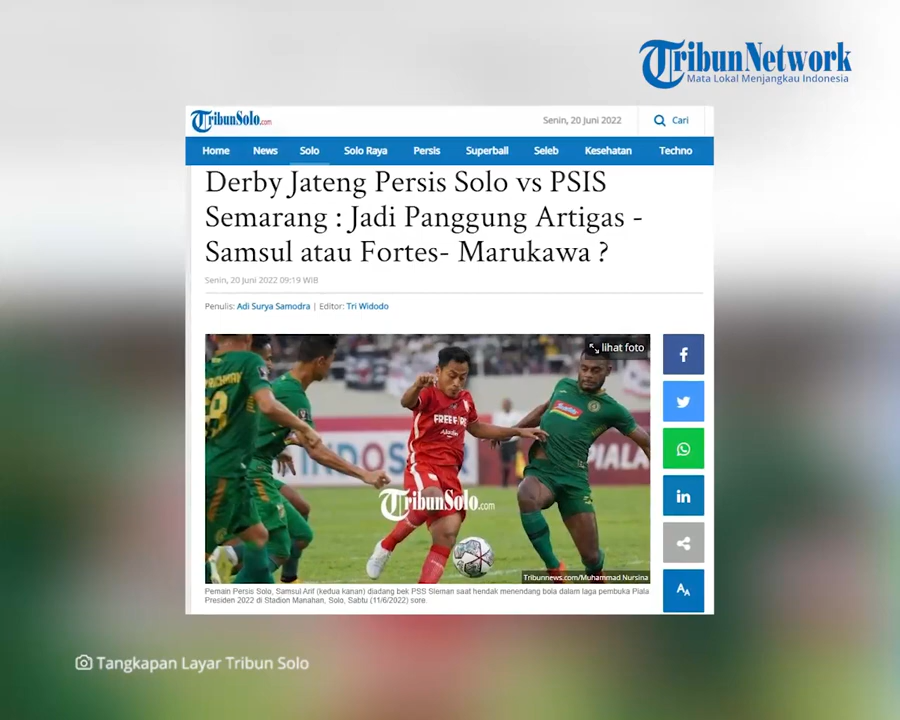 TribunNetwork
Mata Lokal Menjangkau Indonesia
TribunSolo.com
Senin, 20 Juni 2022
Cari
Home News Solo Solo Raya Persis Superball Seleb Kesehatan Techno
Derby Jateng Persis Solo vs PSIS
Semarang : Jadi Panggung Artigas -
Samsul atau Fortes- Marukawa ?
Senin, 20 Juni 2022 09:19 WIB
Penulis: Adi Surya Samodra | Editor: Tri Widodo
lihat foto
FREE FIRE
INDOS
PIALA
TribunSolo.com
Tribunnews.com/Muhammad Nursina
Pemain Persis Solo, Samsul Arif (kedua kanan) diadang bek PSS Sleman saat hendak menendang bola dalam laga pembuka Piala
Presiden 2022 di Stadion Manahan, Solo, Sabtu (11/6/2022) sore.
Tangkapan Layar Tribun Solo